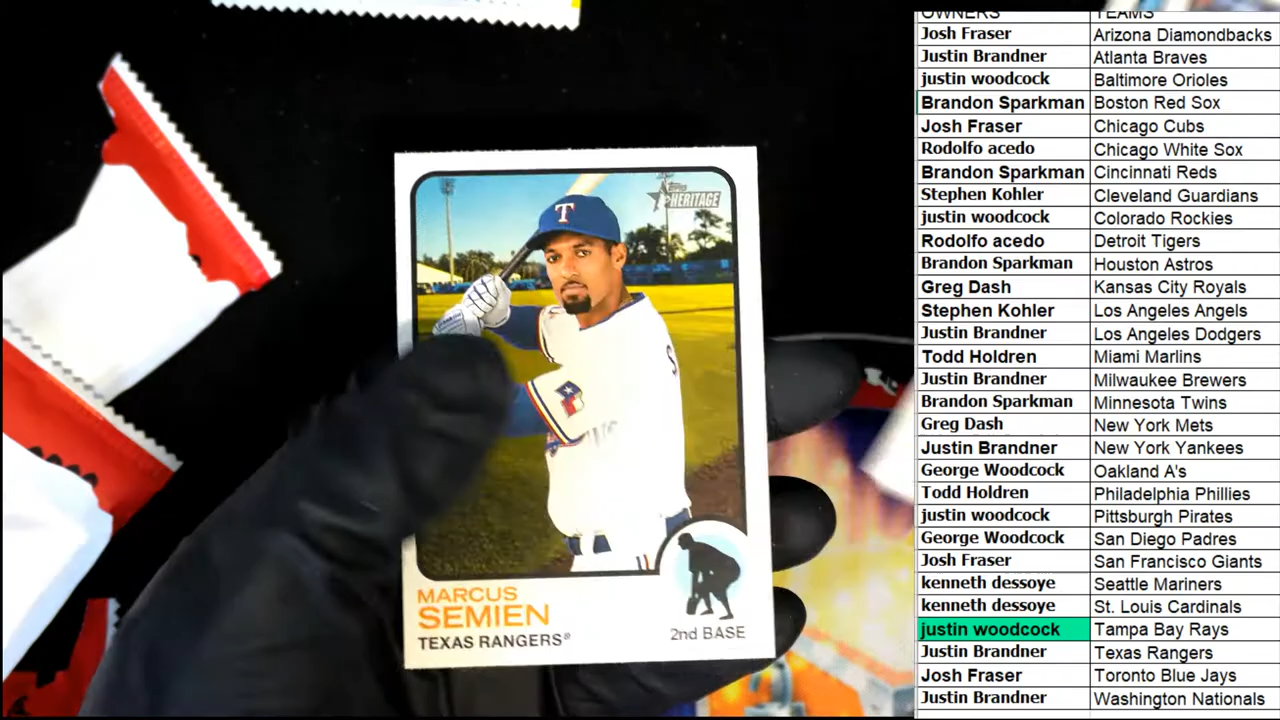 OWNERS TEAMS
Josh Fraser Arizona Diamondbacks
Justin Brandner Atlanta Braves
justin woodcock Baltimore Orioles
Brandon Sparkman Boston Red Sox
Josh Fraser Chicago Cubs
Rodolfo acedo Chicago White Sox
Brandon Sparkman Cincinnati Reds
Stephen Kohler Cleveland Guardians
justin woodcock Colorado Rockies
Rodolfo acedo Detroit Tigers
Brandon Sparkman Houston Astros
Greg Dash Kansas City Royals
Stephen Kohler Los Angeles Angels
Justin Brandner Los Angeles Dodgers
Todd Holdren Miami Marlins
Justin Brandner Milwaukee Brewers
Brandon Sparkman Minnesota Twins
Greg Dash New York Mets
Justin Brandner New York Yankees
George Woodcock Oakland A's
Todd Holdren Philadelphia Phillies
justin woodcock Pittsburgh Pirates
George Woodcock San Diego Padres
Josh Fraser San Francisco Giants
kenneth dessoye Seattle Mariners
kenneth dessoye St. Louis Cardinals
justin woodcock Tampa Bay Rays
Justin Brandner Texas Rangers
Josh Fraser Toronto Blue Jays
Justin Brandner Washington Nationals
Topps
HERITAGE
T
MARCUS
SEMIEN
TEXAS RANGERS®
2nd BASE